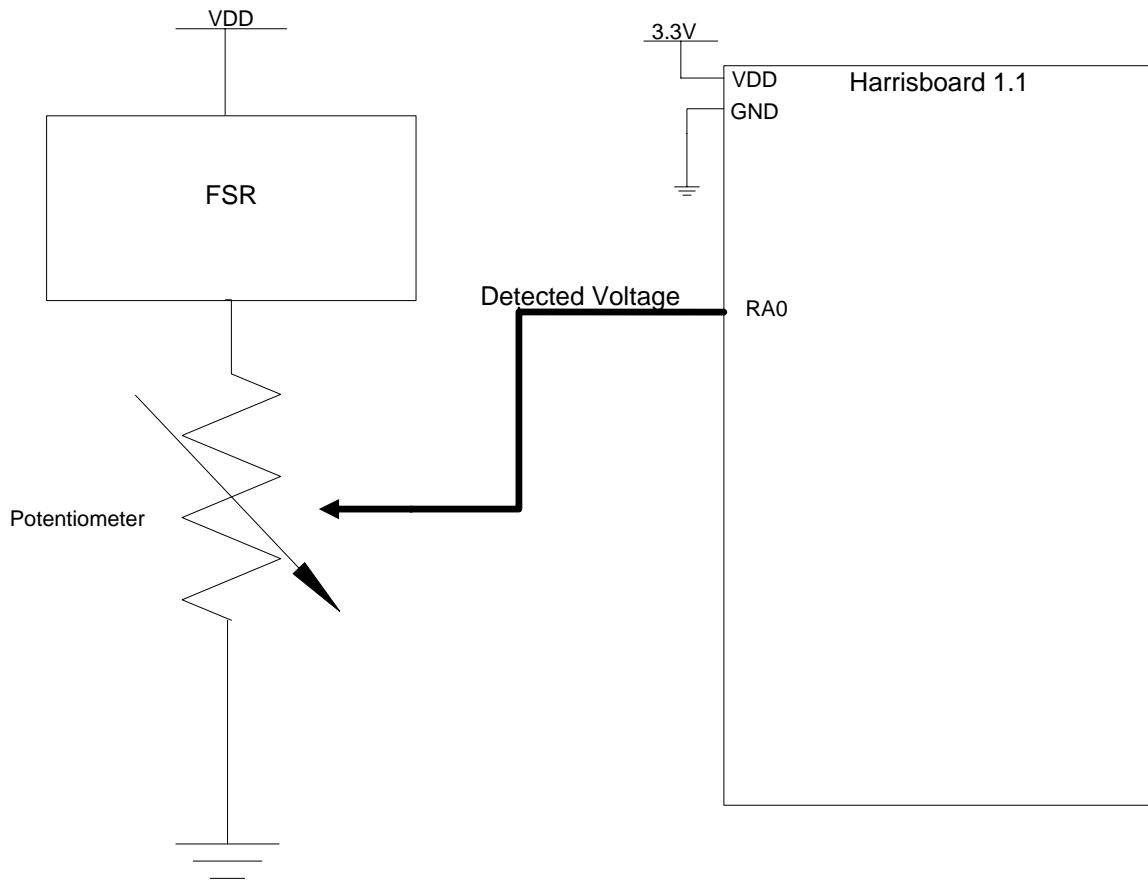 VDD
3.3V
VDD
Harrisboard 1.1
GND
FSR
Detected Voltage
RA0
Potentiometer